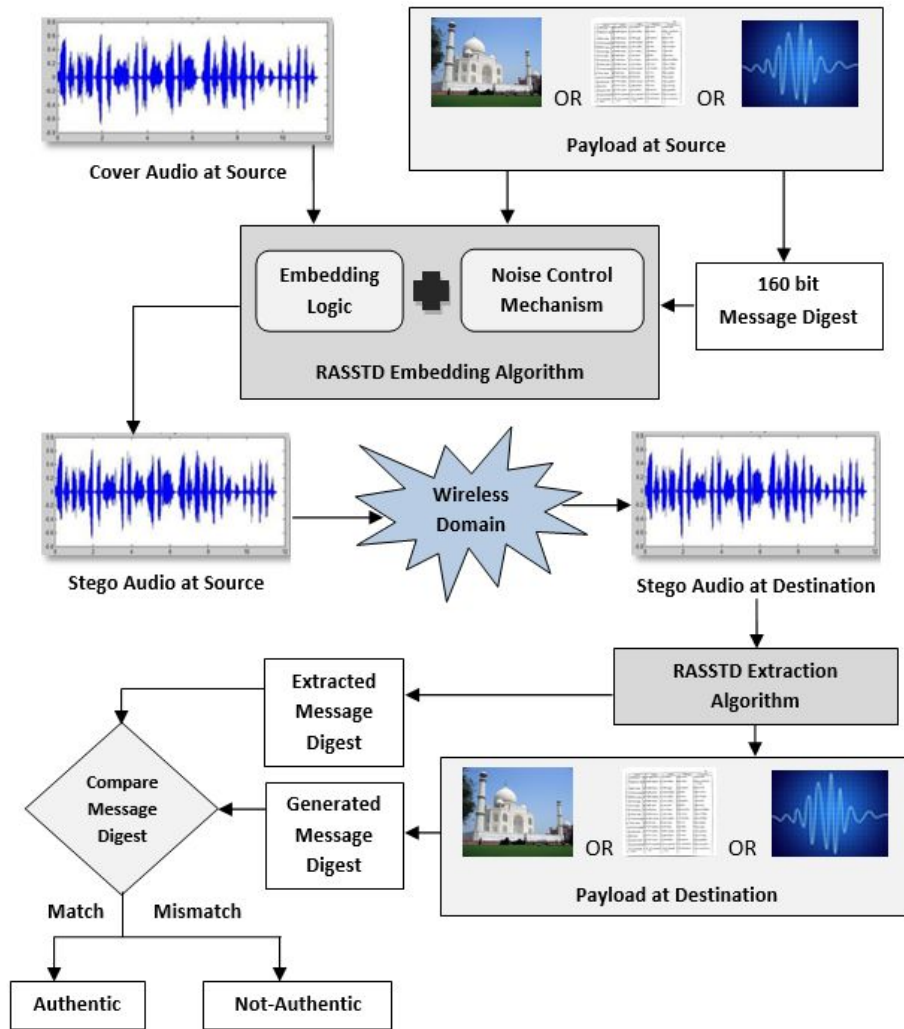 OR
OR
Payload at Source
Cover Audio at Source
Embedding
Logic
Noise Control
Mechanism
RASSTD Embedding Algorithm
160 bit
Message Digest
Wireless
Domain
Stego Audio at Source
Stego Audio at Destination
RASSTD Extraction
Algorithm
Extracted
Message
Digest
Compare
Message
Digest
Generated
Message
Digest
OR
OR
Payload at Destination
Match
Mismatch
Authentic
Not-Authentic